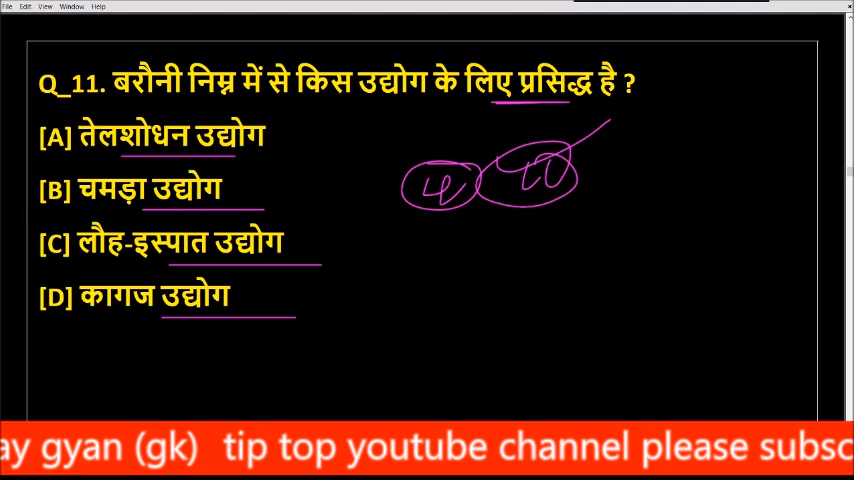 File Edit View Window Help
Q_11. बरौनी निम्न में से किस उद्योग के लिए प्रसिद्ध है ?
[A] तेलशोधन उद्योग
[B] चमड़ा उद्योग
[C] लौह-इस्पात उद्योग
[D] कागज उद्योग
ay gyan (gk) tip top youtube channel please subsc